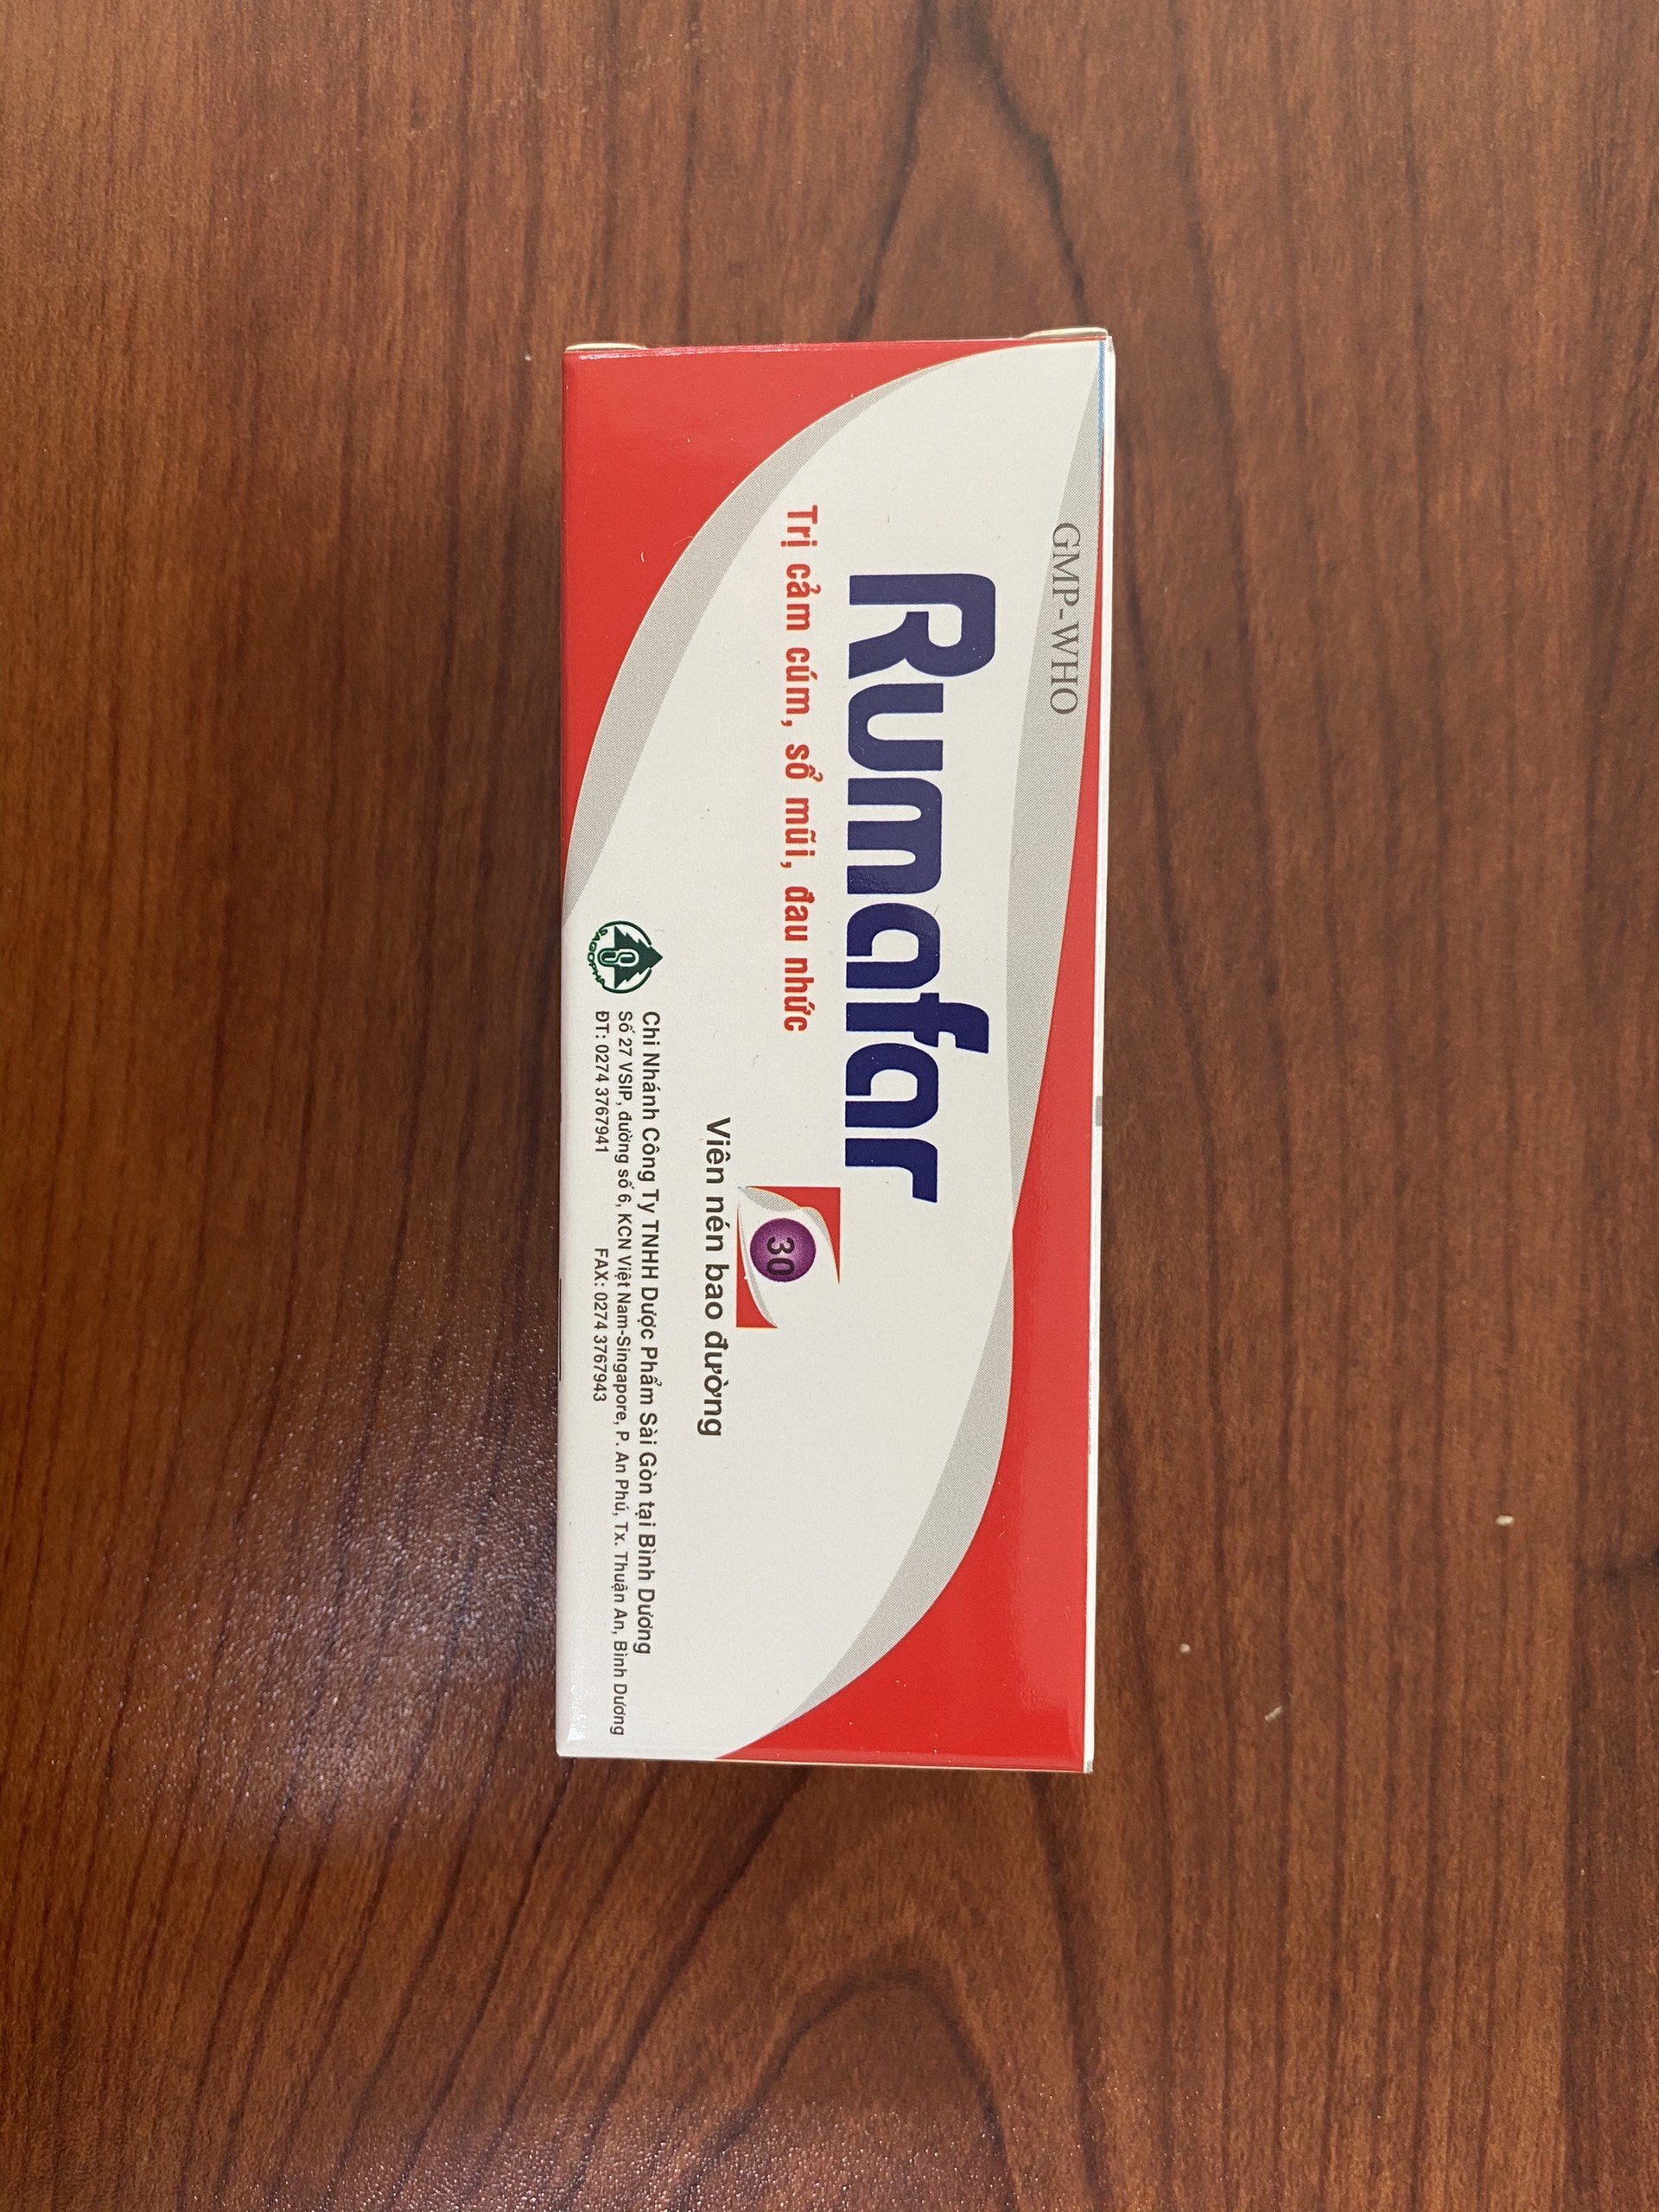 GMP-WHO
Rumafar
Trị cảm cúm, sổ mũi, đau nhức
30
Viên nén bao đường
SAGOPHA
Chi Nhánh Công Ty TNHH Dược Phẩm Sài Gòn tại Bình Dương
Số 27 VSIP, đường số 6, KCN Việt Nam-Singapore, P. An Phú, Tx. Thuận An, Bình Dương
ĐT: 0274 3767941 FAX: 0274 3767943